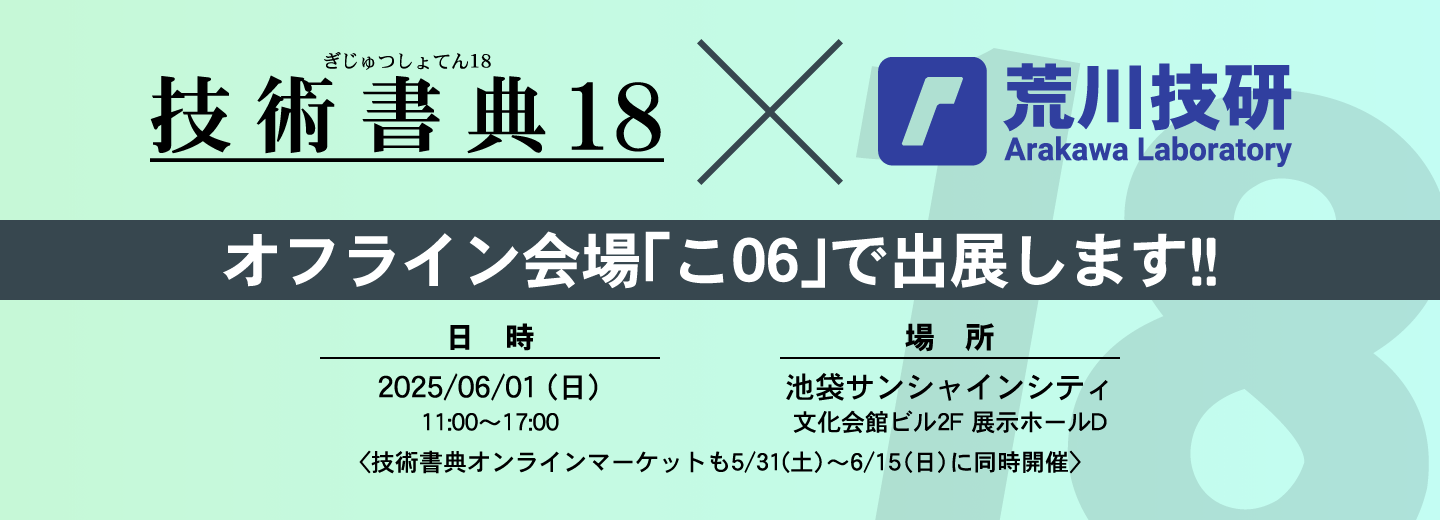 ぎじゅつしょてん18
技術書典18
荒川技研
Arakawa Laboratory
オフライン会場「こ06」で出展します!!
日　時
2025/06/01（日）
11:00～17:00
場　所
池袋サンシャインシティ
文化会館ビル2F 展示ホールD
〈技術書典オンラインマーケットも5/31（土）～6/15（日）に同時開催〉
18